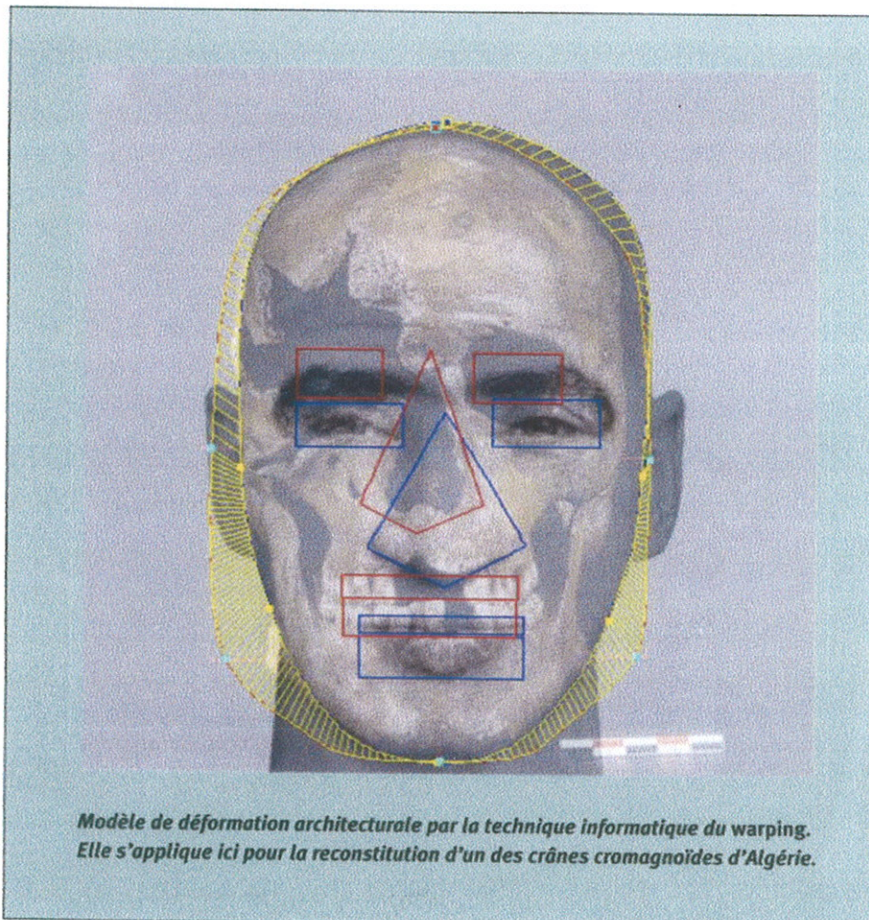 Modèle de déformation architecturale par la technique informatique du warping.
Elle s'applique ici pour la reconstitution d'un des crânes cromagnoïdes d'Algérie.